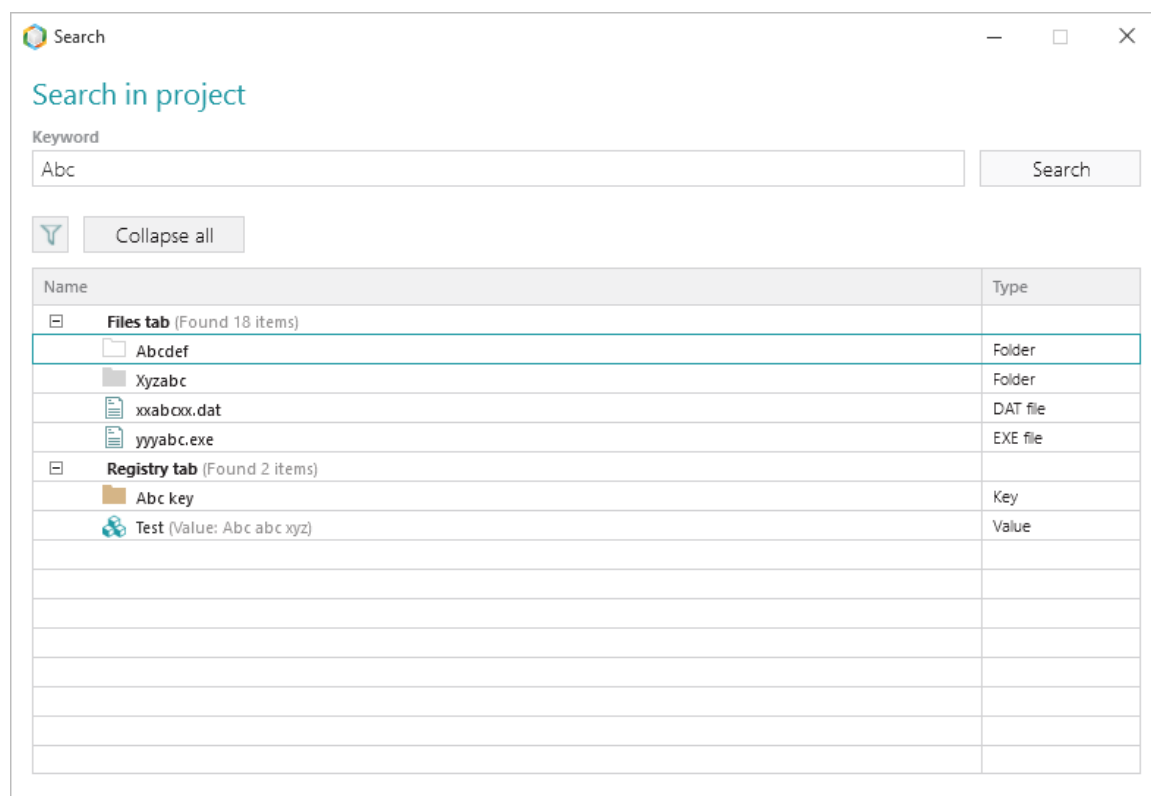 Search
Search in project
Keyword
Abc
Search
Collapse all
Name Type
Files tab (Found 18 items)
Abcdef Folder
Xyzabc Folder
xxabcxx.dat DAT file
yyyabc.exe EXE file
Registry tab (Found 2 items)
Abc key Key
Test (Value: Abc abc xyz) Value